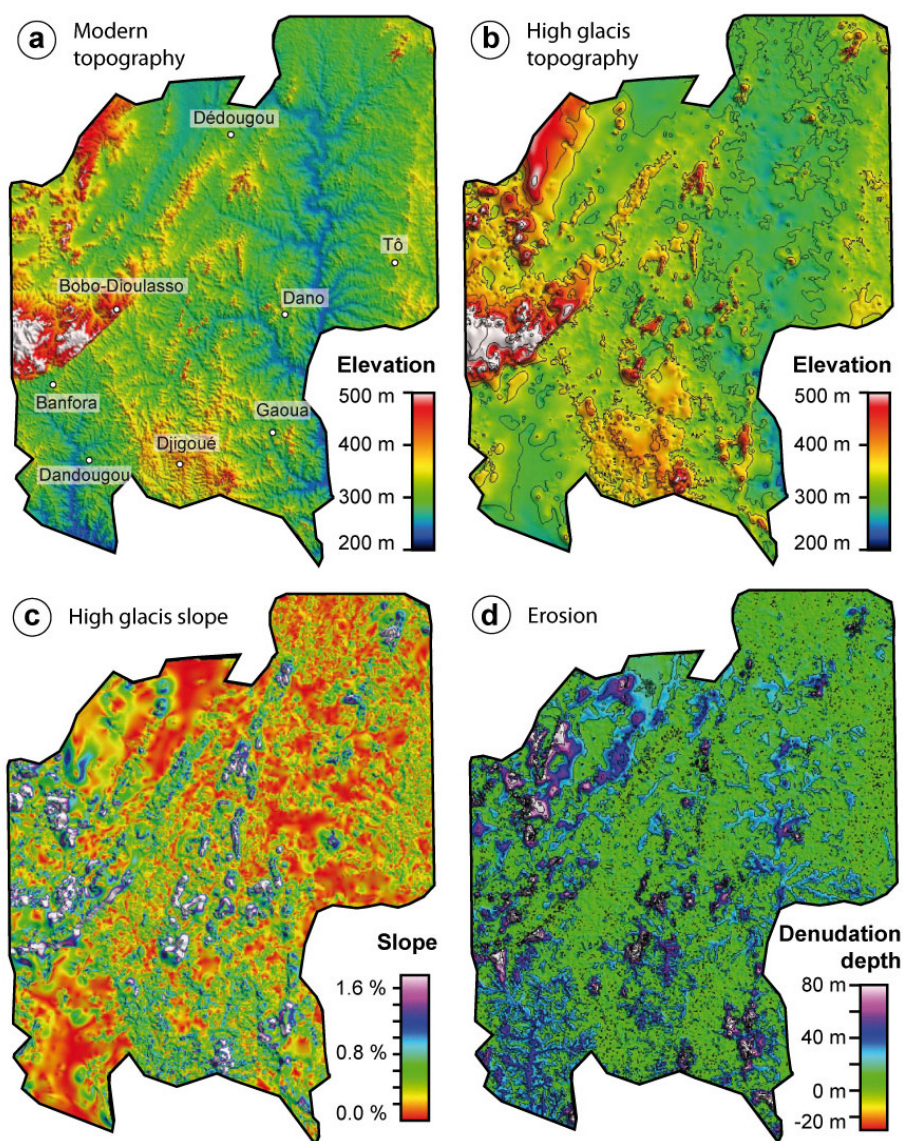 a Modern
topography
Dédougou
Tô
Bobo-Dioulasso
Dano
Banfora
Gaoua
Djigoué
Dandougou
Elevation
500 m
400 m
300 m
200 m
b High glacis
topography
Elevation
500 m
400 m
300 m
200 m
c High glacis slope
Slope
1.6 %
0.8 %
0.0 %
d Erosion
Denudation
depth
80 m
40 m
0 m
-20 m